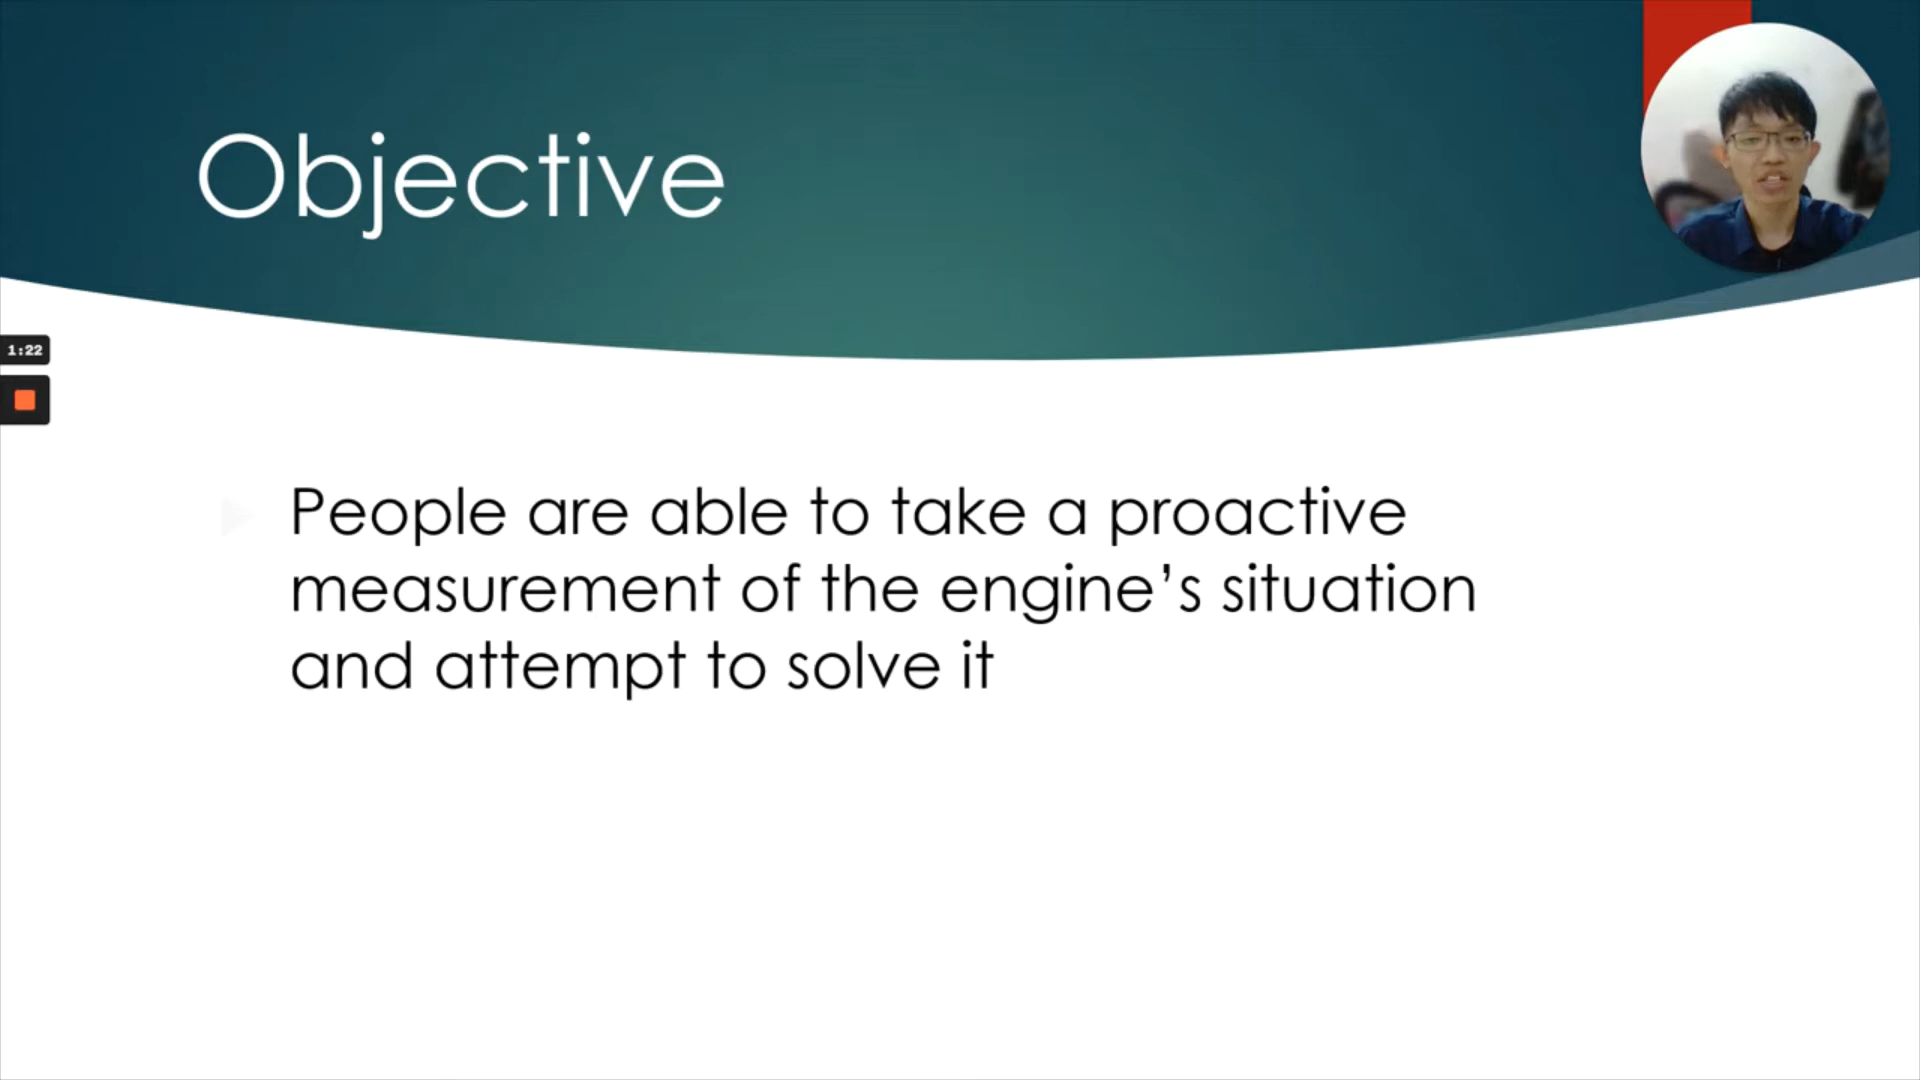 Objective
1:22
People are able to take a proactive
measurement of the engine’s situation
and attempt to solve it